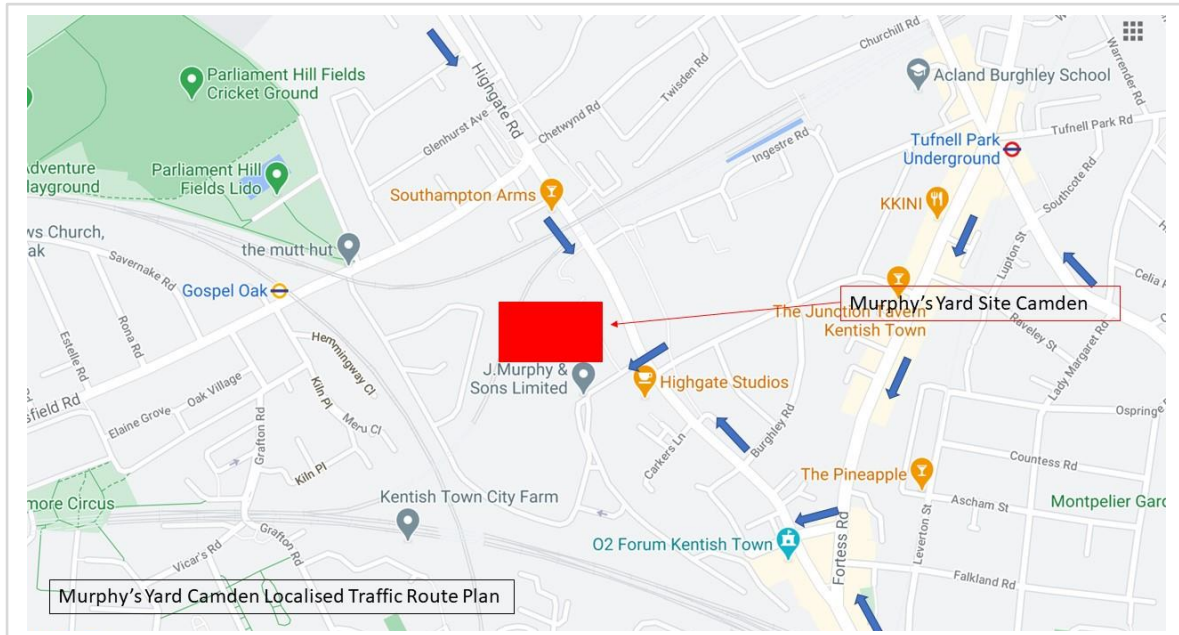 Churchill Rd
Warrender Rd
Parliament Hill Fields
Cricket Ground
Highgate Rd
Twisden Rd
Acland Burghley School
Glenhurst Ave
Chetwynd Rd
Ingestre Rd
Tufnell Park Rd
Tufnell Park
Underground
Adventure
layground
Parliament Hill
Fields Lido
Southampton Arms
KKINI
Southcote Rd
ws Church,
ak
the mutt hut
Savernake Rd
Lupton St
Celia R
Gospel Oak
Murphy's Yard Site Camden
The Junction Tavern
Kentish Town
Raveley St
Lady Margaret Rd
Estelle Rd
Rona Rd
Hemmingway Cl
J.Murphy &
Sons Limited
Highgate Studios
Kiln Pl
Oak Village
Meru Cl
Ospringe
sfield Rd
Elaine Grove
Grafton Rd
Burghley Rd
Carkers Ln
Countess Rd
Kiln Pl
The Pineapple
Kentish Town City Farm
Ascham St
Montpelier Gar
more Circus
Leverton St
O2 Forum Kentish Town
Grafton Rd
Vicar's Rd
Fortess Rd
Falkland Rd
Murphy's Yard Camden Localised Traffic Route Plan